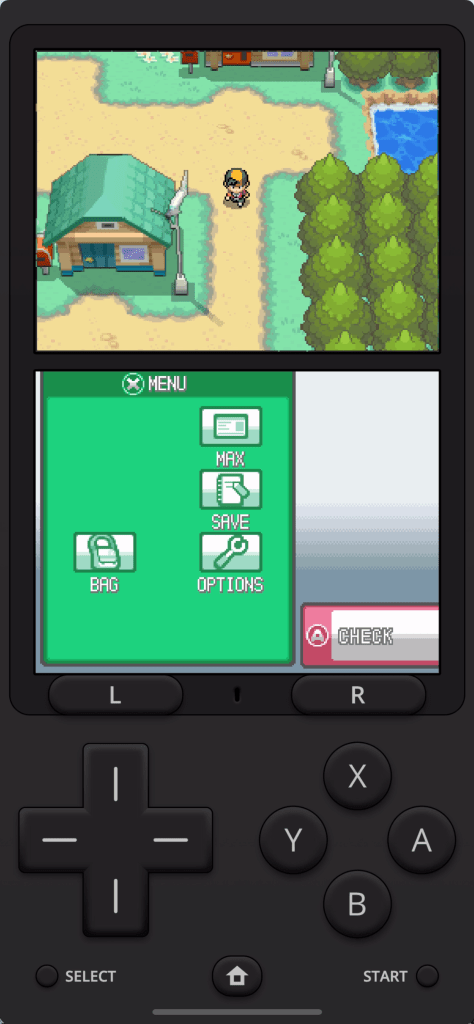 MENU
MAX
SAVE
BAG
OPTIONS
A CHECK
L
R
X
Y
A
B
SELECT
START